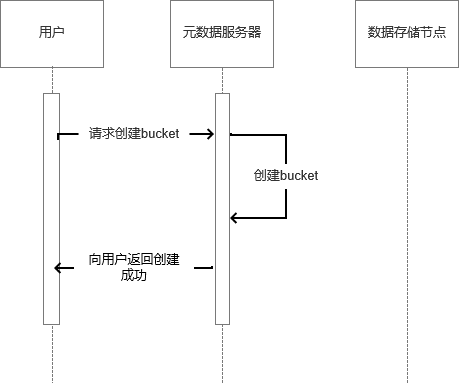 用户
元数据服务器
数据存储节点
请求创建bucket
创建bucket
向用户返回创建
成功